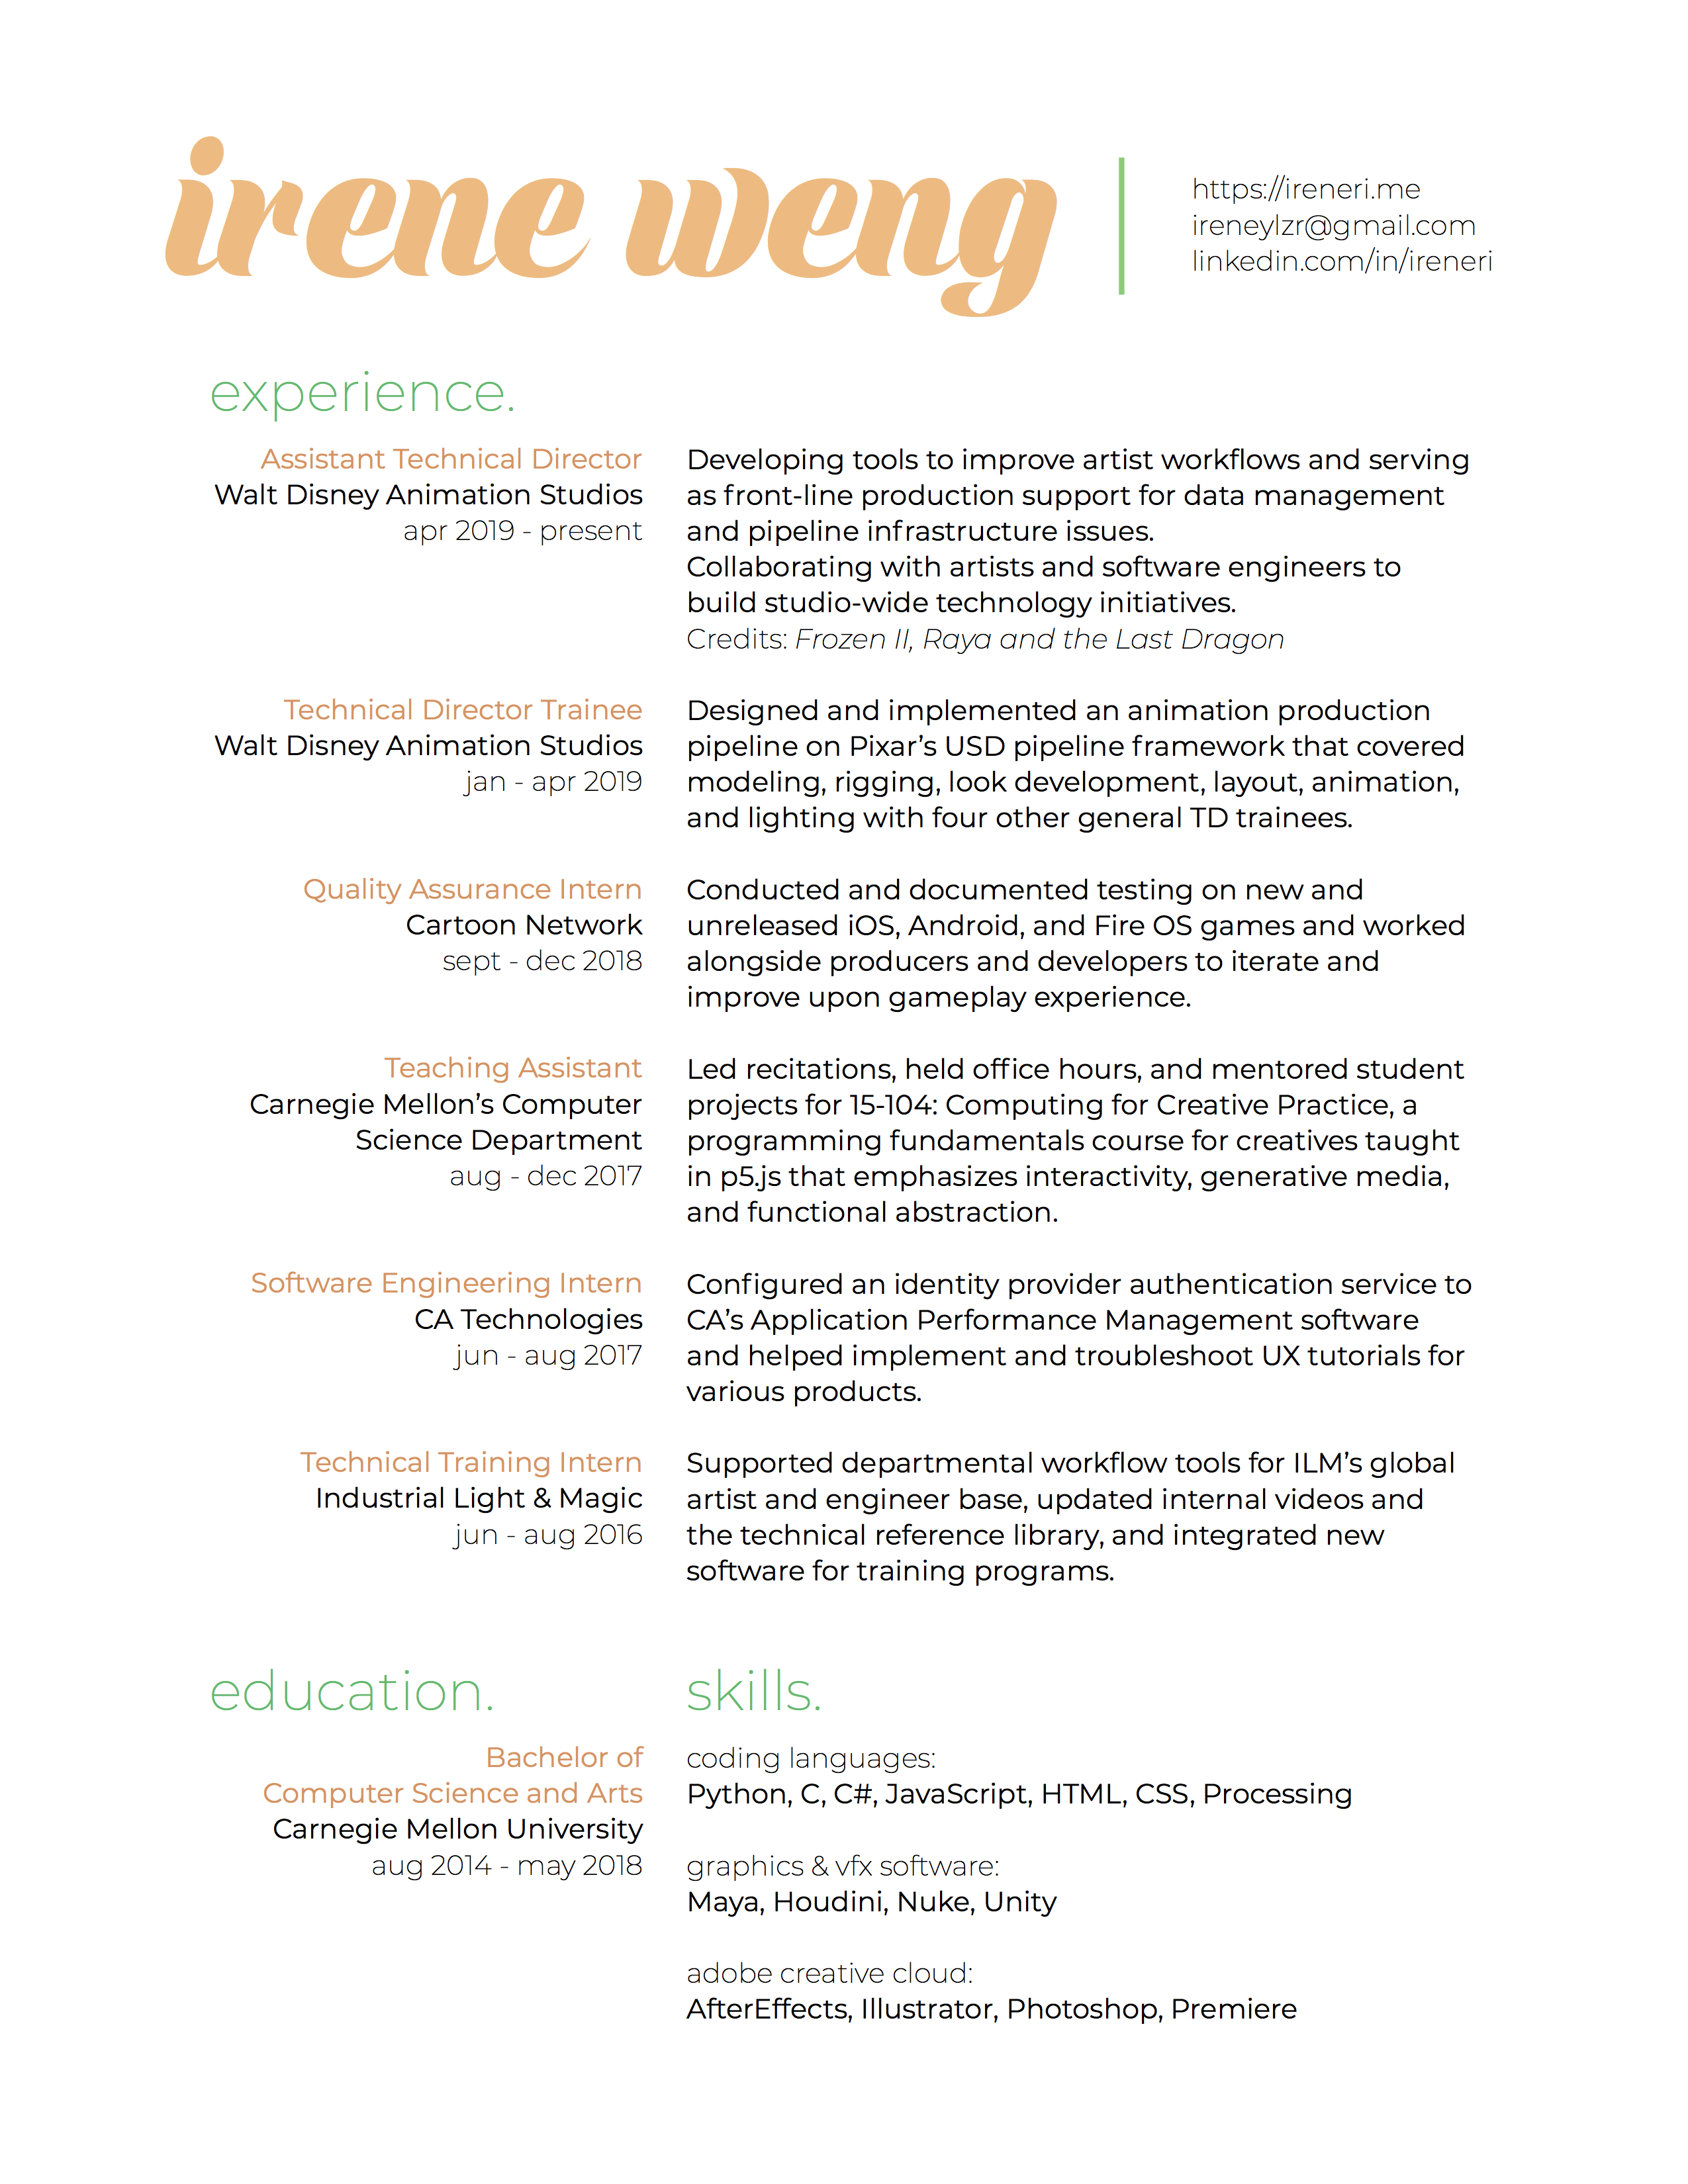 irene weng
https://ireneri.me
ireneylzr@gmail.com
linkedin.com/in/ireneri
experience.
Assistant Technical Director
Walt Disney Animation Studios
apr 2019 - present
Developing tools to improve artist workflows and serving
as front-line production support for data management
and pipeline infrastructure issues.
Collaborating with artists and software engineers to
build studio-wide technology initiatives.
Credits: Frozen II, Raya and the Last Dragon
Technical Director Trainee
Walt Disney Animation Studios
jan - apr 2019
Designed and implemented an animation production
pipeline on Pixar’s USD pipeline framework that covered
modeling, rigging, look development, layout, animation,
and lighting with four other general TD trainees.
Quality Assurance Intern
Cartoon Network
sept - dec 2018
Conducted and documented testing on new and
unreleased iOS, Android, and Fire OS games and worked
alongside producers and developers to iterate and
improve upon gameplay experience.
Teaching Assistant
Carnegie Mellon’s Computer
Science Department
aug - dec 2017
Led recitations, held office hours, and mentored student
projects for 15-104: Computing for Creative Practice, a
programming fundamentals course for creatives taught
in p5.js that emphasizes interactivity, generative media,
and functional abstraction.
Software Engineering Intern
CA Technologies
jun - aug 2017
Configured an identity provider authentication service to
CA’s Application Performance Management software
and helped implement and troubleshoot UX tutorials for
various products.
Technical Training Intern
Industrial Light & Magic
jun - aug 2016
Supported departmental workflow tools for ILM’s global
artist and engineer base, updated internal videos and
the technical reference library, and integrated new
software for training programs.
education.
Bachelor of
Computer Science and Arts
Carnegie Mellon University
aug 2014 - may 2018
skills.
coding languages:
Python, C, C#, JavaScript, HTML, CSS, Processing
graphics & vfx software:
Maya, Houdini, Nuke, Unity
adobe creative cloud:
AfterEffects, Illustrator, Photoshop, Premiere